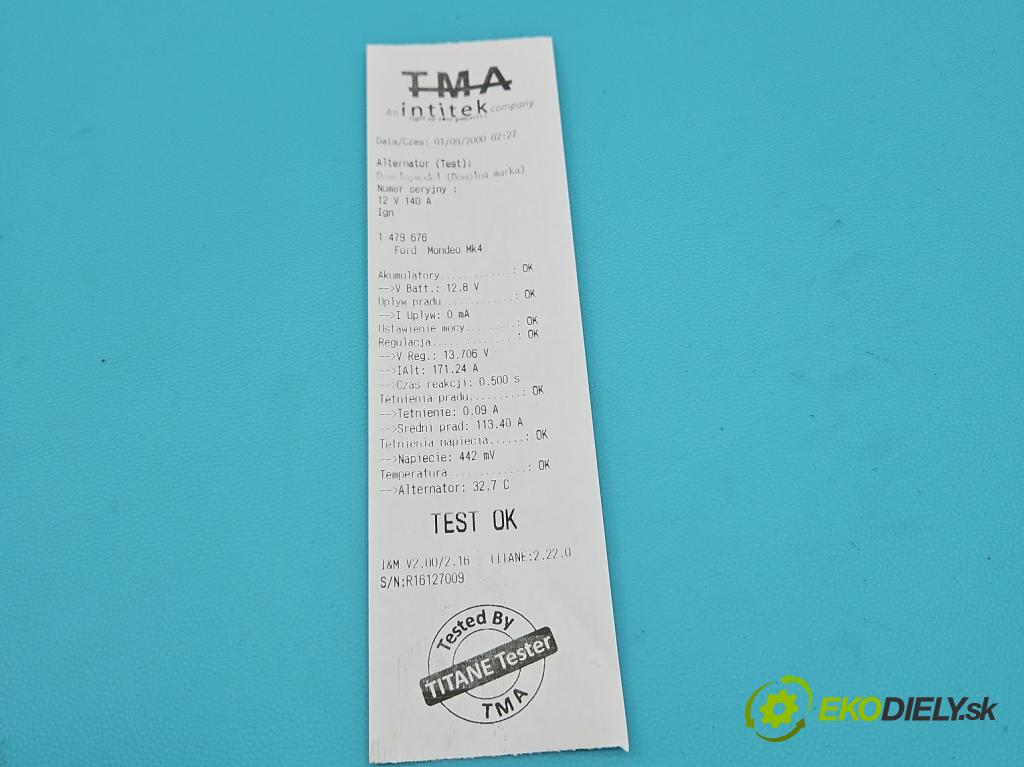 TMA
An intitek company
Data/Czas: 01/09/2000 02:27
Alternator (Test):
(Dowolna marka)
Numer seryjny :
12 V 140 A
Ign
1 479 676
Ford Mondeo Mk4
Akumulatory.............: OK
-->V Batt.: 12.8 V
Uplyw pradu.............: OK
-->I Uplyw: 0 mA
Ustawienie mocy.........: OK
Regulacja...............: OK
-->V Reg.: 13.706 V
-->IAlt: 171.24 A
-->Czas reakcji: 0.500 s
Tetnienia pradu.........: OK
-->Tetnienie: 0.09 A
-->Sredni prad: 113.40 A
Tetnienia napiecia......: OK
-->Napiecie: 442 mV
Temperatura.............: OK
-->Alternator: 32.7 C
TEST OK
I&M V2.00/2.16 TITANE:2.22.0
S/N:R16127009
Tested By
TITANE Tester
TMA
EKODIELY.sk